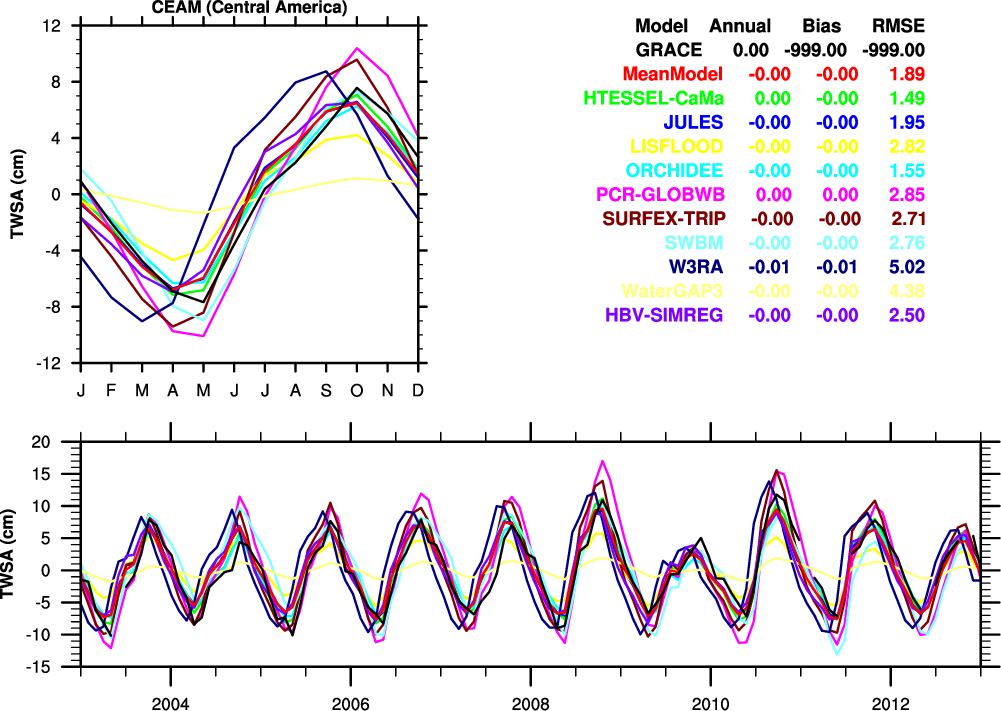 CEAM (Central America)
12
8
4
0
-4
-8
-12
TWSA (cm)
J F M A M J J A S O N D
Model Annual Bias RMSE
GRACE 0.00 -999.00 -999.00
MeanModel -0.00 -0.00 1.89
HTESSEL-CaMa 0.00 -0.00 1.49
JULES -0.00 -0.00 1.95
LISFLOOD -0.00 -0.00 2.82
ORCHIDEE -0.00 -0.00 1.55
PCR-GLOBWB 0.00 0.00 2.85
SURFEX-TRIP -0.00 -0.00 2.71
SWBM -0.00 -0.00 2.76
W3RA -0.01 -0.01 5.02
WaterGAP3 -0.00 -0.00 4.38
HBV-SIMREG -0.00 -0.00 2.50
20
15
10
5
0
-5
-10
-15
TWSA (cm)
2004 2006 2008 2010 2012